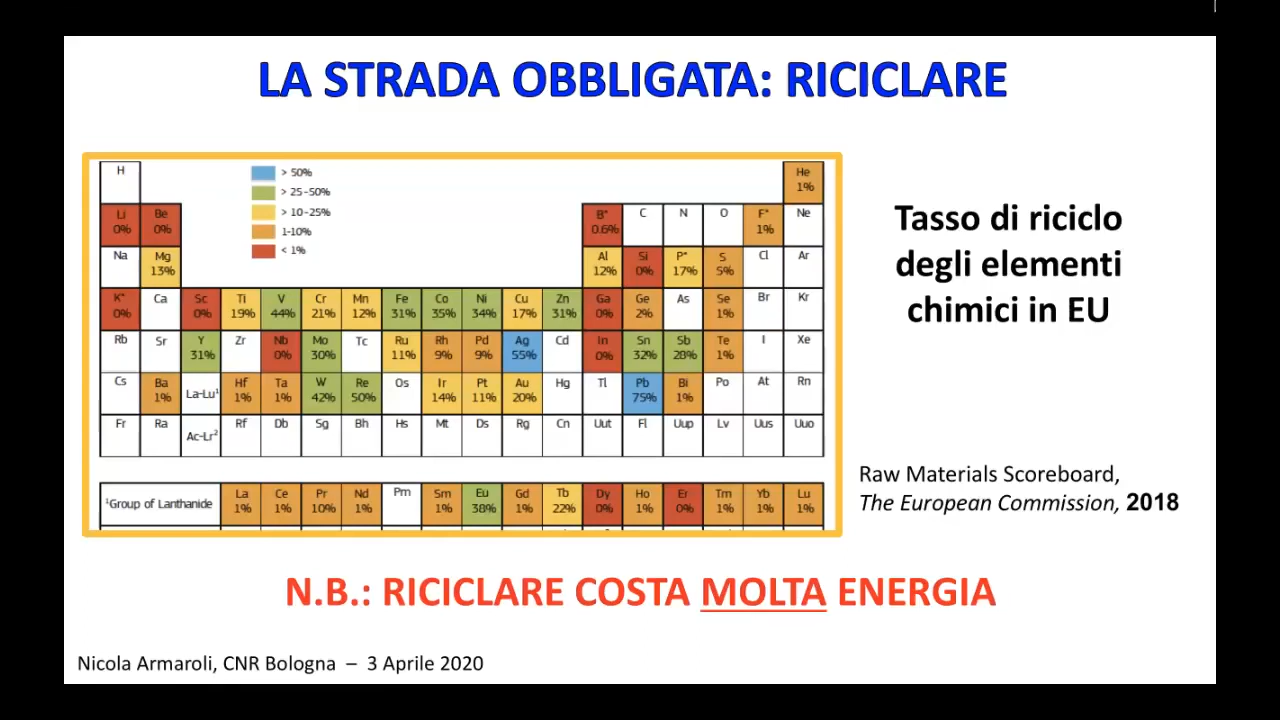 LA STRADA OBBLIGATA: RICICLARE
H
> 50%
> 25-50%
> 10-25%
1-10%
< 1%
He
1%
Li Be B* C N O F* Ne
0% 0% 0.6% 1%
Na Mg Al Si P* S Cl Ar
13% 12% 0% 17% 5%
K* Ca Sc Ti V Cr Mn Fe Co Ni Cu Zn Ga Ge As Se Br Kr
0% 0% 19% 44% 21% 12% 31% 35% 34% 17% 31% 0% 2% 1%
Rb Sr Y Zr Nb Mo Tc Ru Rh Pd Ag Cd In Sn Sb Te I Xe
31% 0% 30% 11% 9% 9% 55% 0% 32% 28% 1%
Cs Ba La-Lu¹ Hf Ta W Re Os Ir Pt Au Hg Tl Pb Bi Po At Rn
1% 1% 1% 42% 50% 14% 11% 20% 75% 1%
Fr Ra Ac-Lr² Rf Db Sg Bh Hs Mt Ds Rg Cn Uut Fl Uup Lv Uus Uuo
¹Group of Lanthanide La Ce Pr Nd Pm Sm Eu Gd Tb Dy Ho Er Tm Yb Lu
1% 1% 10% 1% 1% 38% 1% 22% 0% 1% 0% 1% 1% 1%
Tasso di riciclo
degli elementi
chimici in EU
Raw Materials Scoreboard,
The European Commission, 2018
N.B.: RICICLARE COSTA MOLTA ENERGIA
Nicola Armaroli, CNR Bologna – 3 Aprile 2020